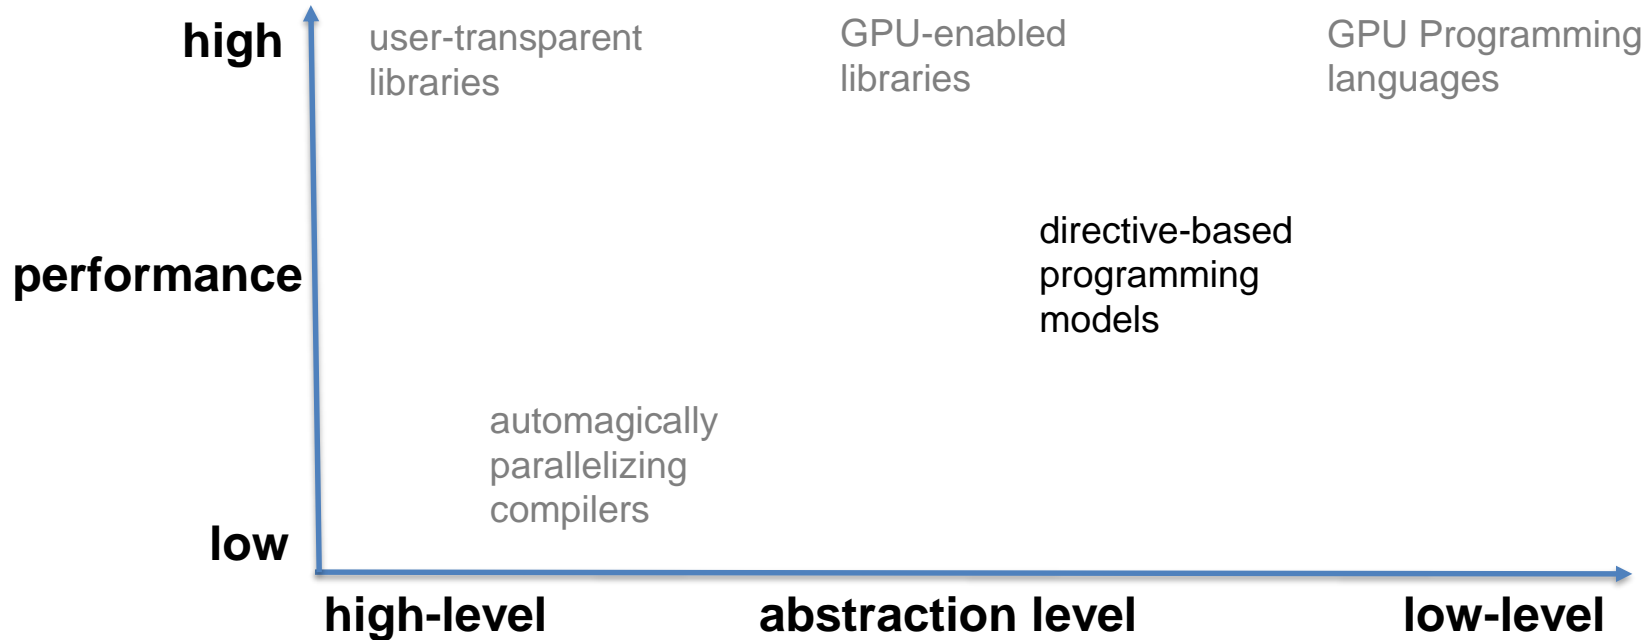 high
user-transparent
libraries
GPU-enabled
libraries
GPU Programming
languages
performance
directive-based
programming
models
automagically
parallelizing
compilers
low
high-level
abstraction level
low-level